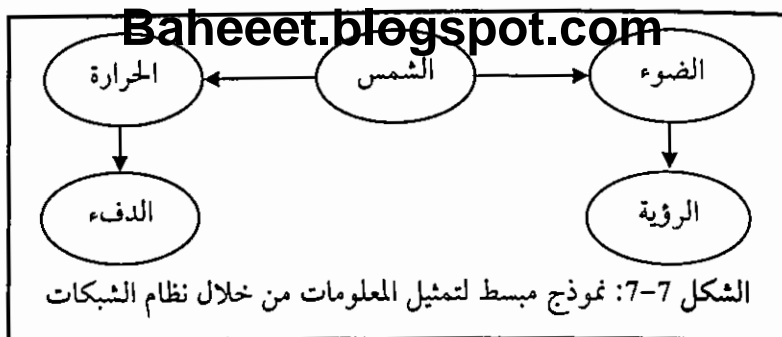 Baheeet.blogspot.com
الضوء
الشمس
الحرارة
الرؤية
الدفء
الشكل 7-7: نموذج مبسط لتمثيل المعلومات من خلال نظام الشبكات